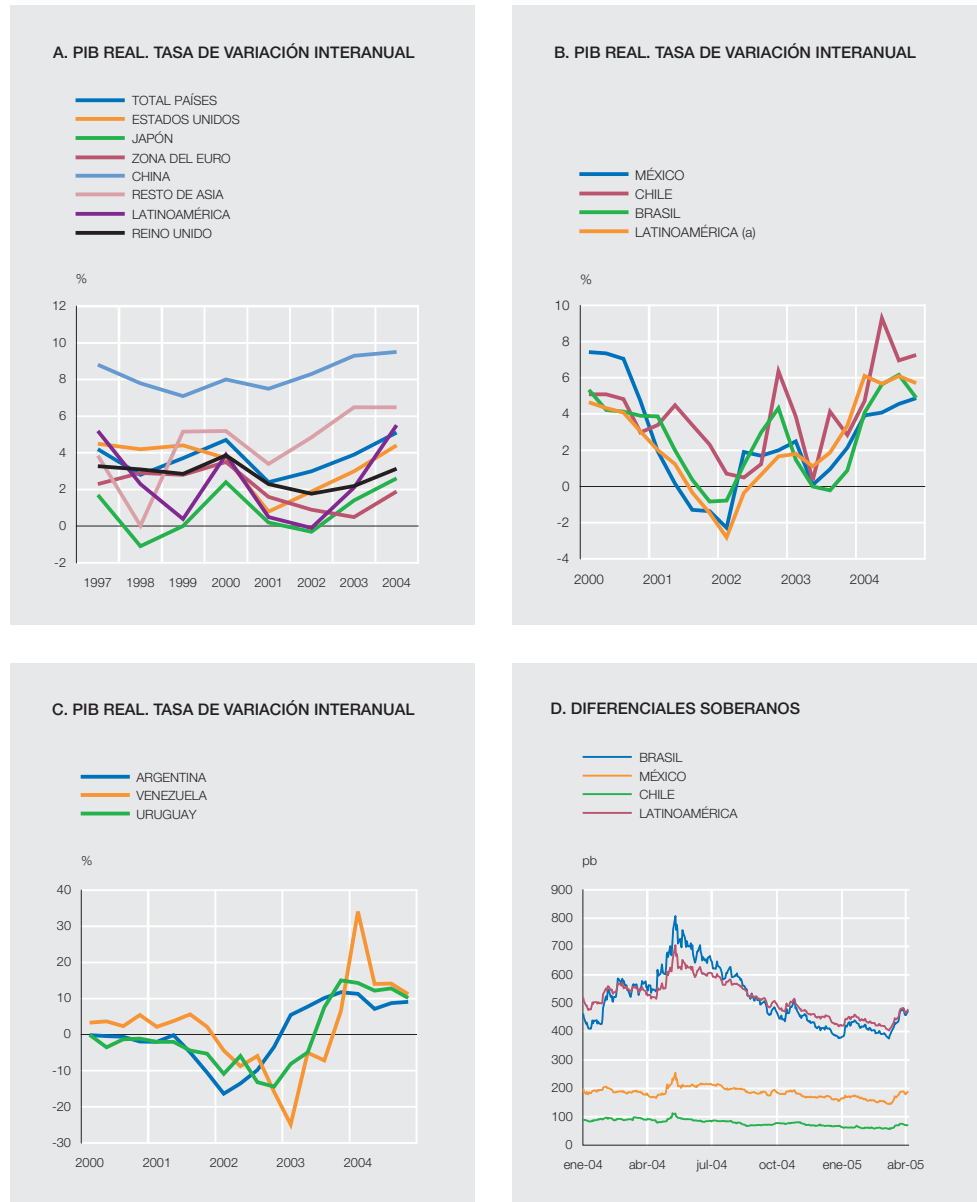 A. PIB REAL. TASA DE VARIACIÓN INTERANUAL
TOTAL PAÍSES
ESTADOS UNIDOS
JAPÓN
ZONA DEL EURO
CHINA
RESTO DE ASIA
LATINOAMÉRICA
REINO UNIDO
%
12
10
8
6
4
2
0
-2
1997 1998 1999 2000 2001 2002 2003 2004
B. PIB REAL. TASA DE VARIACIÓN INTERANUAL
MÉXICO
CHILE
BRASIL
LATINOAMÉRICA (a)
%
10
8
6
4
2
0
-2
-4
2000 2001 2002 2003 2004
C. PIB REAL. TASA DE VARIACIÓN INTERANUAL
ARGENTINA
VENEZUELA
URUGUAY
%
40
30
20
10
0
-10
-20
-30
2000 2001 2002 2003 2004
D. DIFERENCIALES SOBERANOS
BRASIL
MÉXICO
CHILE
LATINOAMÉRICA
pb
900
800
700
600
500
400
300
200
100
0
ene-04 abr-04 jul-04 oct-04 ene-05 abr-05